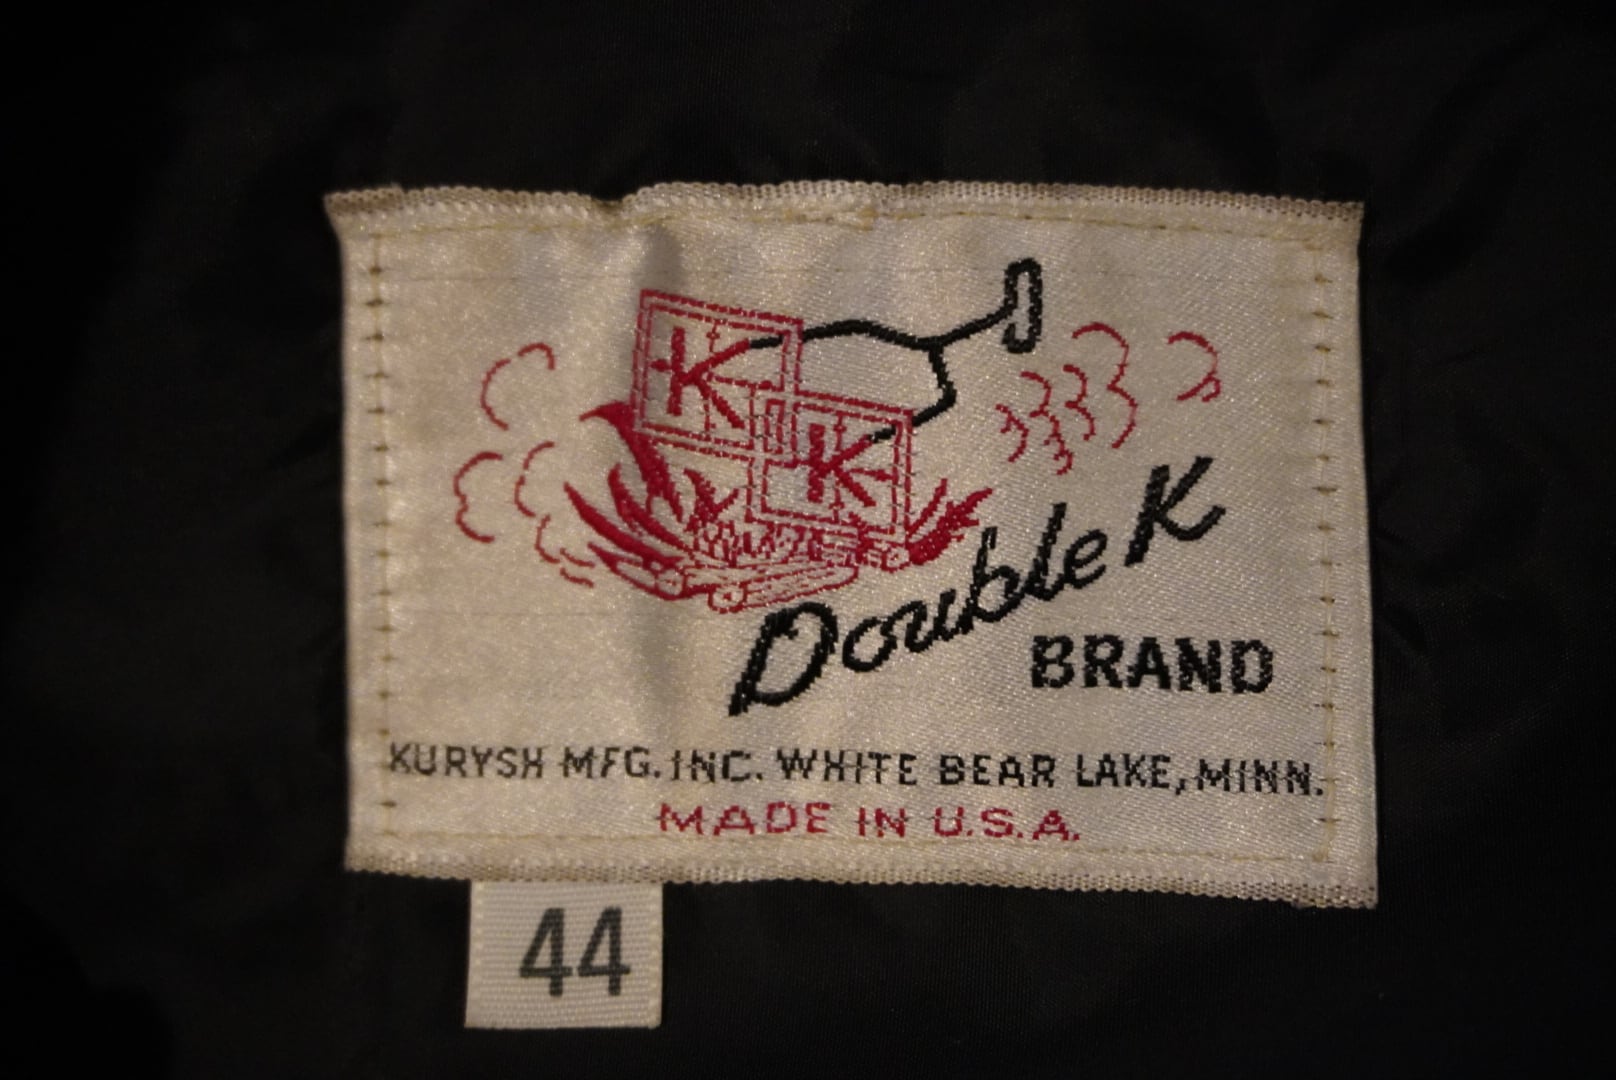 K
K
Double K
BRAND
KURYSH MFG. INC. WHITE BEAR LAKE, MINN.
MADE IN U.S.A.
44